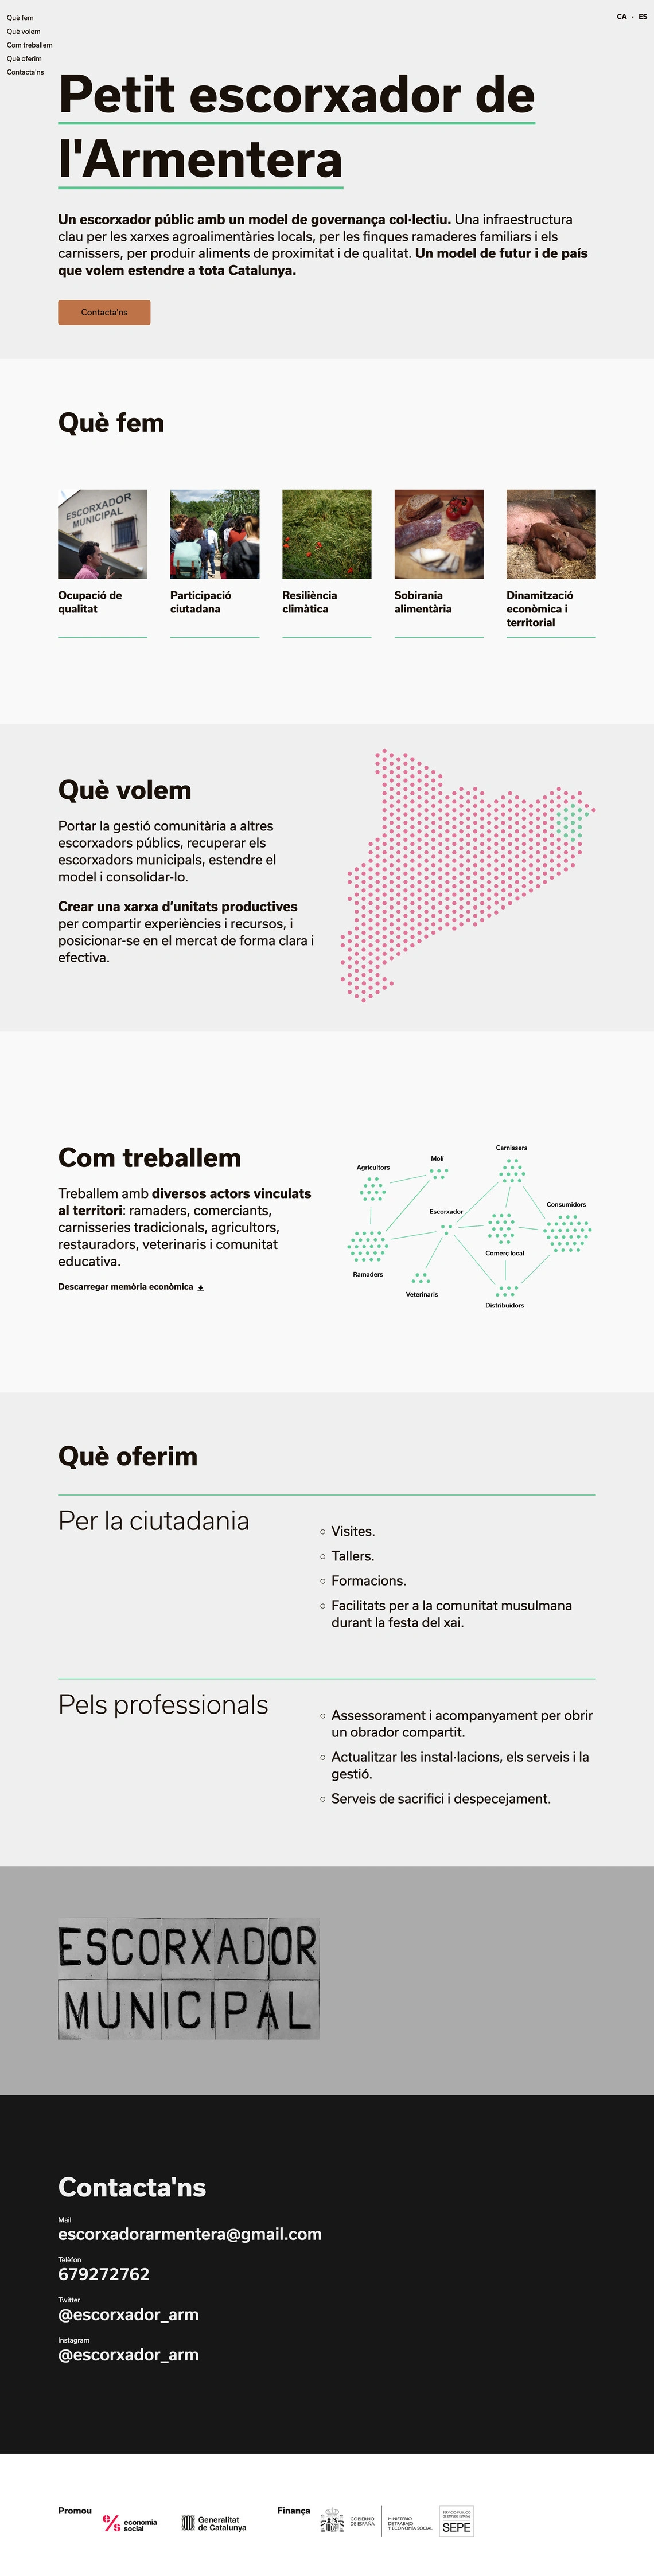 Què fem
Què volem
Com treballem
Què oferim
Contacta'ns
CA · ES
Petit escorxador de
l'Armentera
Un escorxador públic amb un model de governança col·lectiu. Una infraestructura
clau per les xarxes agroalimentàries locals, per les finques ramaderes familiars i els
carnissers, per produir aliments de proximitat i de qualitat. Un model de futur i de país
que volem estendre a tota Catalunya.
Contacta'ns
Què fem
ESCORXADOR
MUNICIPAL
Ocupació de
qualitat
Participació
ciutadana
Resiliència
climàtica
Sobirania
alimentària
Dinamització
econòmica i
territorial
Què volem
Portar la gestió comunitària a altres
escorxadors públics, recuperar els
escorxadors municipals, estendre el
model i consolidar-lo.
Crear una xarxa d'unitats productives
per compartir experiències i recursos, i
posicionar-se en el mercat de forma clara i
efectiva.
Com treballem
Treballem amb diversos actors vinculats
al territori: ramaders, comerciants,
carnisseries tradicionals, agricultors,
restauradors, veterinaris i comunitat
educativa.
Descarregar memòria econòmica
Carnissers
Molí
Agricultors
Consumidors
Escorxador
Comerç local
Ramaders
Veterinaris
Distribuidors
Què oferim
Per la ciutadania
Visites.
Tallers.
Formacions.
Facilitats per a la comunitat musulmana
durant la festa del xai.
Pels professionals
Assessorament i acompanyament per obrir
un obrador compartit.
Actualitzar les instal·lacions, els serveis i la
gestió.
Serveis de sacrifici i despecejament.
ESCORXADOR
MUNICIPAL
Contacta'ns
Mail
escorxadorarmentera@gmail.com
Telèfon
679272762
Twitter
@escorxador_arm
Instagram
@escorxador_arm
Promou
e/s economia
social
Generalitat
de Catalunya
Finança
GOBIERNO
DE ESPAÑA
MINISTERIO
DE TRABAJO
Y ECONOMÍA SOCIAL
SERVICIO PÚBLICO
DE EMPLEO ESTATAL
SEPE